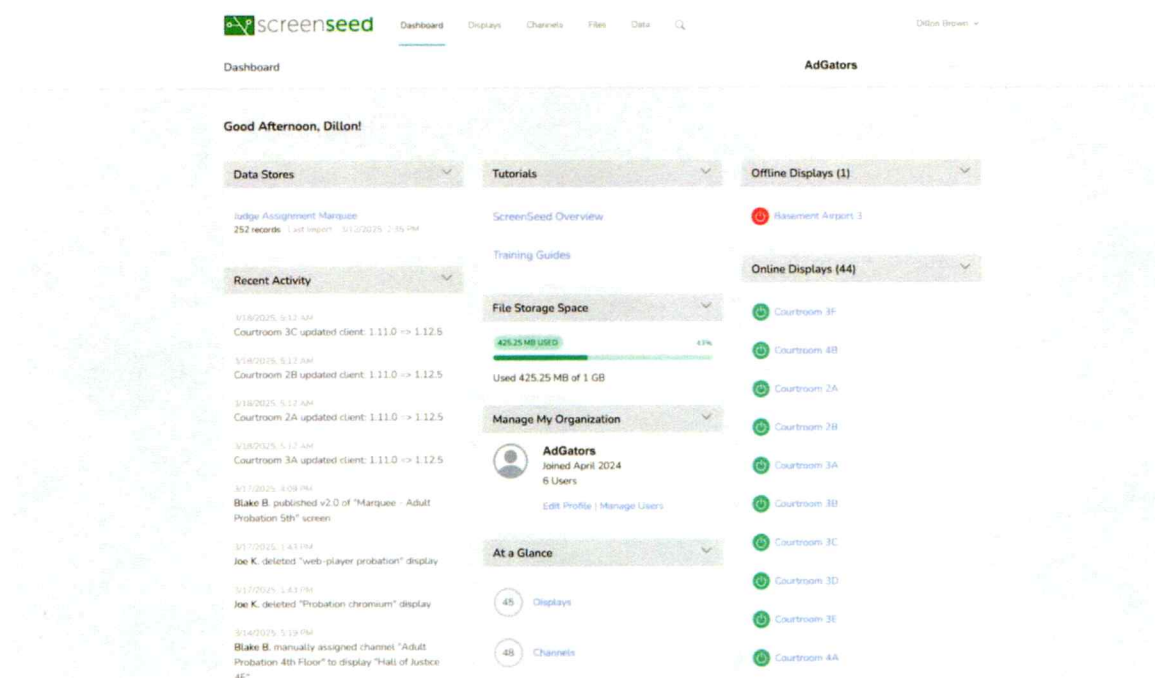 screenseed
Dashboard
Displays
Channels
Files
Data
Dillon Brown
Dashboard
AdGators
Good Afternoon, Dillon!
Data Stores
Judge Assignment Marquee
252 records Last import 3/12/2025, 2:35 PM
Recent Activity
3/18/2025, 5:12 AM
Courtroom 3C updated client: 1.11.0 => 1.12.5
3/18/2025, 5:12 AM
Courtroom 2B updated client: 1.11.0 => 1.12.5
3/18/2025, 5:12 AM
Courtroom 2A updated client: 1.11.0 => 1.12.5
3/18/2025, 5:12 AM
Courtroom 3A updated client: 1.11.0 => 1.12.5
3/17/2025, 4:09 PM
Blake B. published v2.0 of "Marquee - Adult
Probation 5th" screen
3/17/2025, 1:43 PM
Joe K. deleted "web-player probation" display
3/17/2025, 1:43 PM
Joe K. deleted "Probation chromium" display
3/14/2025, 5:19 PM
Blake B. manually assigned channel "Adult
Probation 4th Floor" to display "Hall of Justice
Tutorials
ScreenSeed Overview
Training Guides
File Storage Space
425.25 MB USED
Used 425.25 MB of 1 GB
Manage My Organization
AdGators
Joined April 2024
6 Users
Edit Profile | Manage Users
At a Glance
45 Displays
48 Channels
Offline Displays (1)
Basement Airport 3
Online Displays (44)
Courtroom 3F
Courtroom 4B
Courtroom 2A
Courtroom 2B
Courtroom 3A
Courtroom 3B
Courtroom 3C
Courtroom 3D
Courtroom 3E
Courtroom 4A